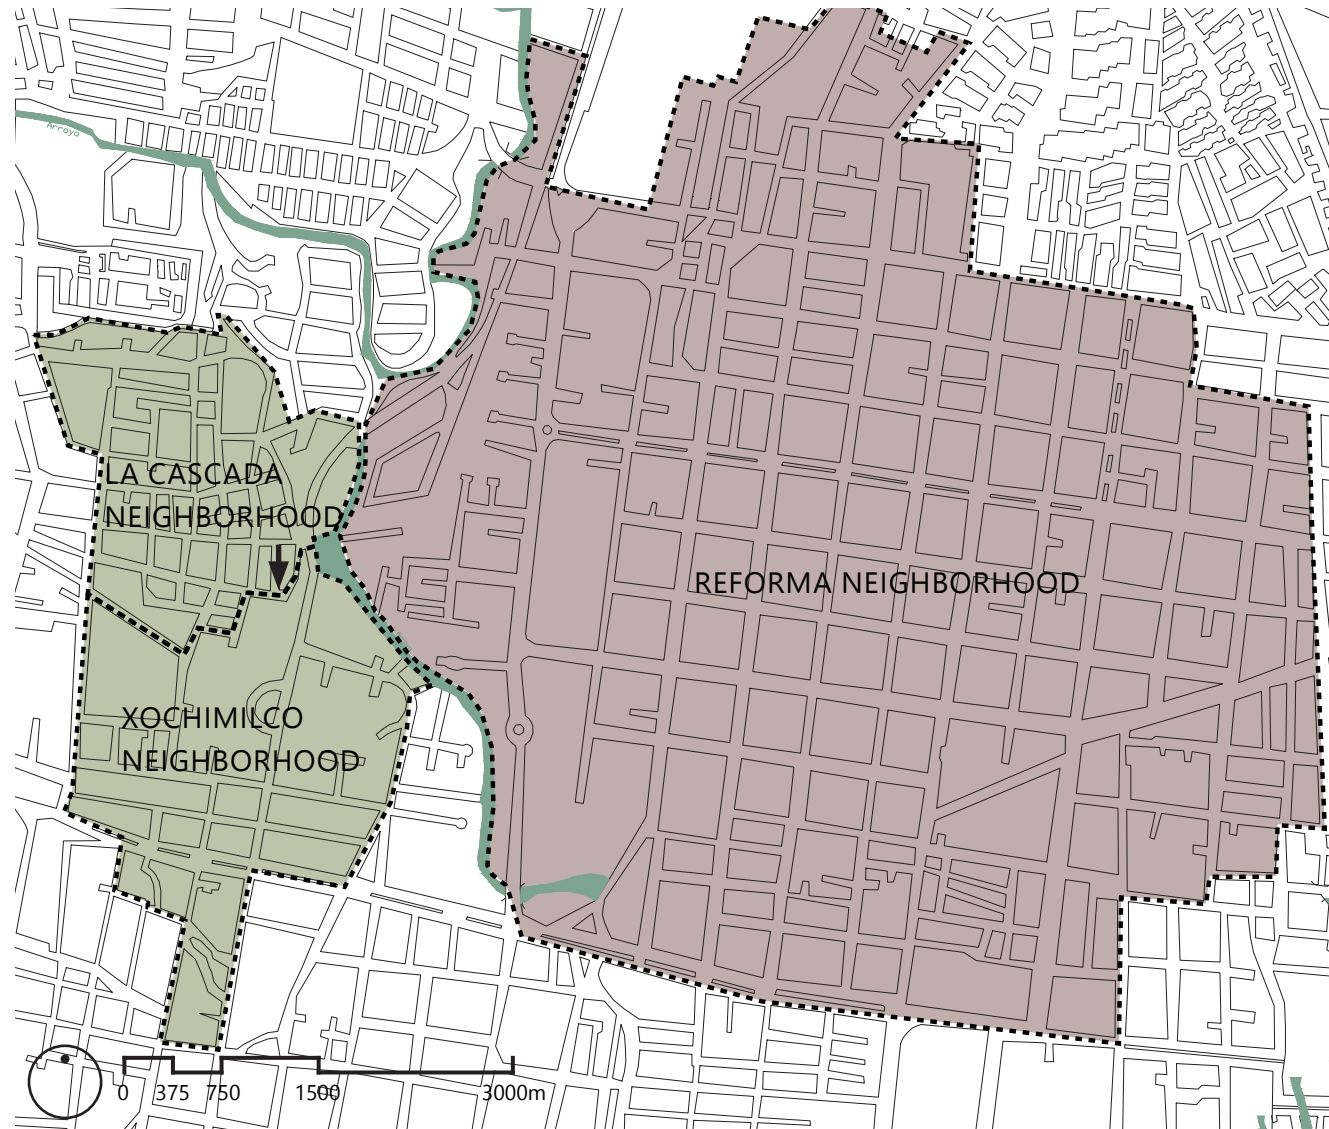 Arroyo
LA CASCADA
NEIGHBORHOOD
REFORMA NEIGHBORHOOD
XOCHIMILCO
NEIGHBORHOOD
0 375 750 1500 3000m